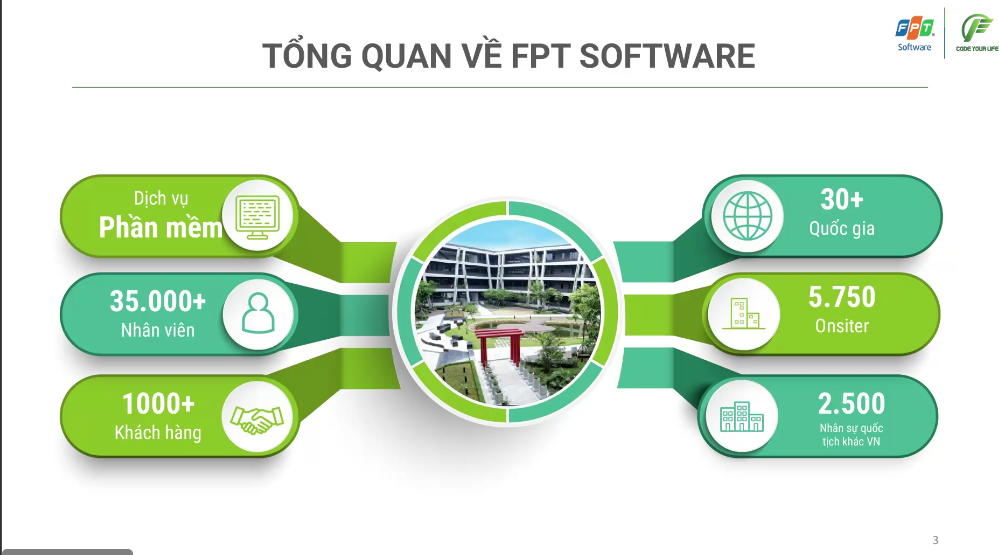 FPT
Software
CODE YOUR LIFE
TỔNG QUAN VỀ FPT SOFTWARE
Dịch vụ
Phần mềm
35.000+
Nhân viên
1000+
Khách hàng
30+
Quốc gia
5.750
Onsiter
2.500
Nhân sự quốc
tịch khác VN
3